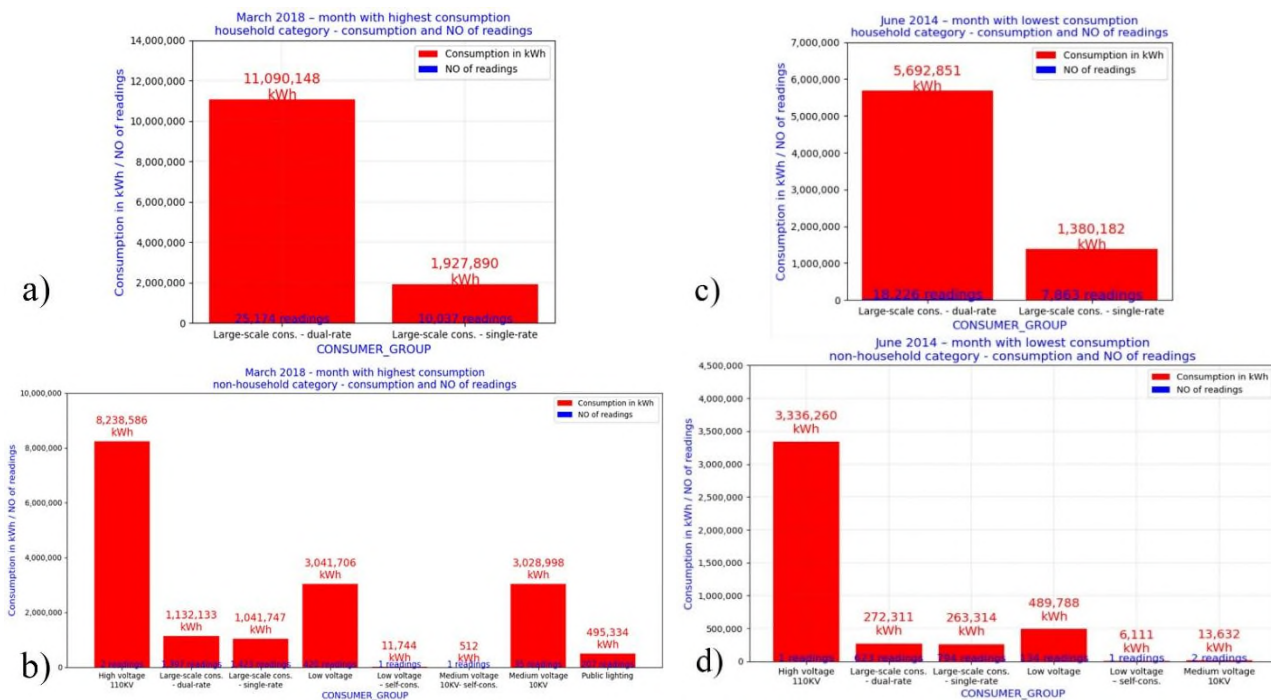 a)
March 2018 – month with highest consumption
household category - consumption and NO of readings
Consumption in kWh / NO of readings
14,000,000
12,000,000
10,000,000
8,000,000
6,000,000
4,000,000
2,000,000
0
Consumption in kWh
NO of readings
11,090,148
kWh
1,927,890
kWh
25,174 readings
10,037 readings
Large-scale cons. - dual-rate
Large-scale cons. - single-rate
CONSUMER_GROUP
b)
March 2018 - month with highest consumption
non-household category - consumption and NO of readings
Consumption in kWh / NO of readings
10,000,000
8,000,000
6,000,000
4,000,000
2,000,000
0
Consumption in kWh
NO of readings
8,238,586
kWh
1,132,133
kWh
1,041,747
kWh
3,041,706
kWh
11,744
kWh
512
kWh
3,028,998
kWh
495,334
kWh
2 readings
readings
readings
readings
1 readings
1 readings
readings
readings
High voltage
110KV
Large-scale cons.
- dual-rate
Large-scale cons.
- single-rate
Low voltage
Low voltage
– self-cons.
Medium voltage
10KV- self-cons.
Medium voltage
10KV
Public lighting
CONSUMER_GROUP
c)
June 2014 – month with lowest consumption
household category - consumption and NO of readings
Consumption in kWh / NO of readings
7,000,000
6,000,000
5,000,000
4,000,000
3,000,000
2,000,000
1,000,000
0
Consumption in kWh
NO of readings
5,692,851
kWh
1,380,182
kWh
18,226 readings
7,863 readings
Large-scale cons. - dual-rate
Large-scale cons. - single-rate
CONSUMER_GROUP
d)
June 2014 – month with lowest consumption
non-household category - consumption and NO of readings
Consumption in kWh / NO of readings
4,500,000
4,000,000
3,500,000
3,000,000
2,500,000
2,000,000
1,500,000
1,000,000
500,000
0
Consumption in kWh
NO of readings
3,336,260
kWh
272,311
kWh
263,314
kWh
489,788
kWh
6,111
kWh
13,632
kWh
1 readings
623 readings
794 readings
readings
1 readings
2 readings
High voltage
110KV
Large-scale cons.
- dual-rate
Large-scale cons.
- single-rate
Low voltage
Low voltage
– self-cons.
Medium voltage
10KV
CONSUMER_GROUP